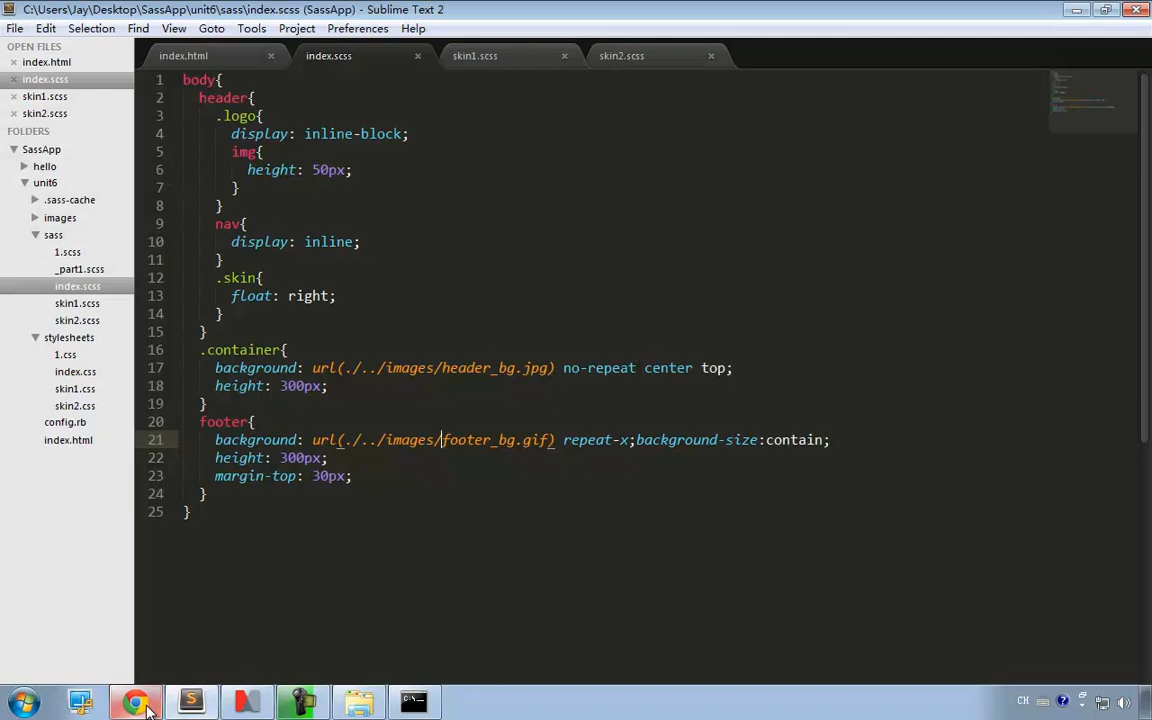 C:\Users\Jay\Desktop\SassApp\unit6\sass\index.scss (SassApp) - Sublime Text 2
File Edit Selection Find View Goto Tools Project Preferences Help
OPEN FILES
index.html
index.scss
skin1.scss
skin2.scss
FOLDERS
SassApp
hello
unit6
.sass-cache
images
sass
1.scss
_part1.scss
index.scss
skin1.scss
skin2.scss
stylesheets
1.css
index.css
skin1.css
skin2.css
config.rb
index.html
index.html index.scss skin1.scss skin2.scss
1 body{
2 header{
3 .logo{
4 display: inline-block;
5 img{
6 height: 50px;
7 }
8 }
9 nav{
10 display: inline;
11 }
12 .skin{
13 float: right;
14 }
15 }
16 .container{
17 background: url(./../images/header_bg.jpg) no-repeat center top;
18 height: 300px;
19 }
20 footer{
21 background: url(./../images/footer_bg.gif) repeat-x;background-size:contain;
22 height: 300px;
23 margin-top: 30px;
24 }
25 }
CH